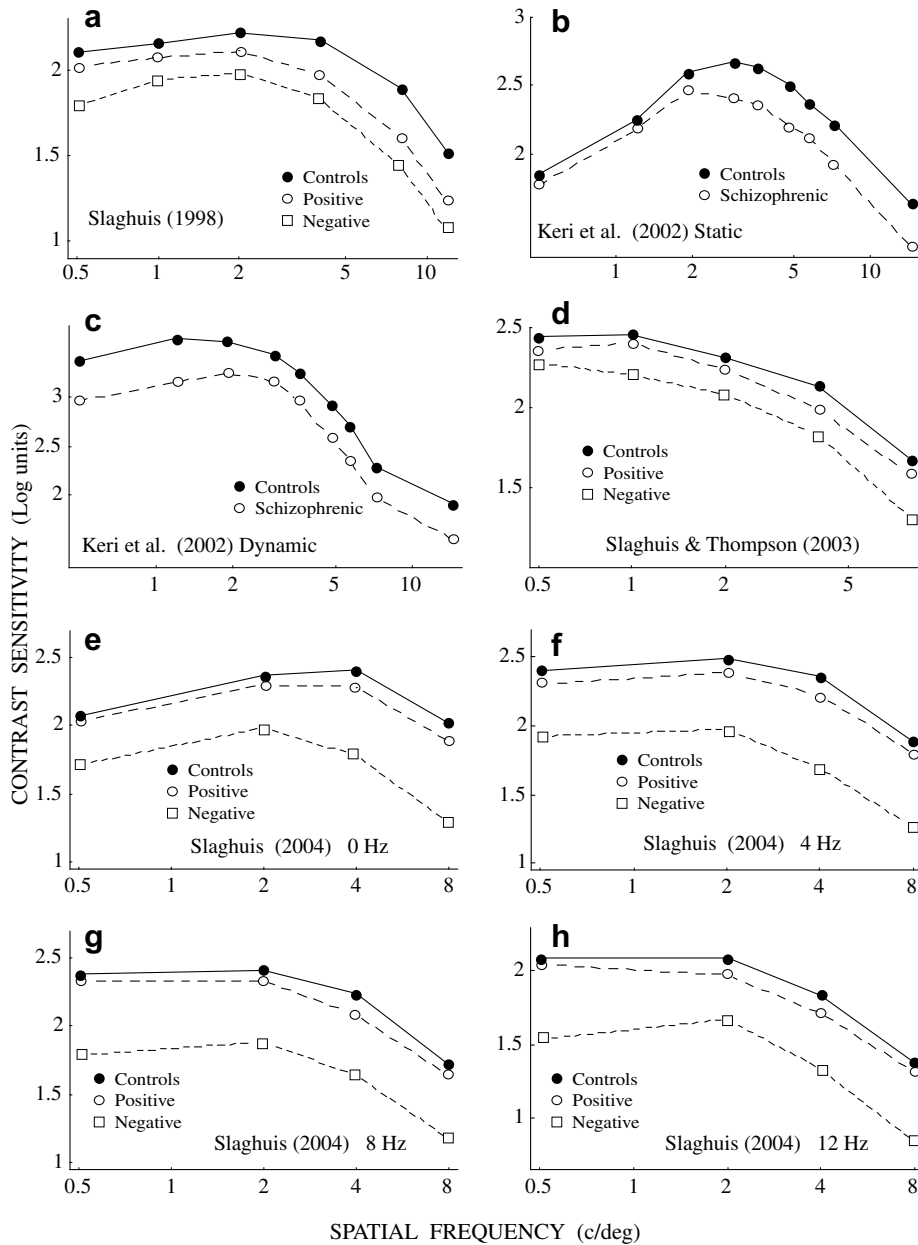 CONTRAST SENSITIVITY (Log units)
a
2
1.5
1
Controls
Positive
Negative
Slaghuis (1998)
0.5 1 2 5 10
b
3
2.5
2
Controls
Schizophrenic
Keri et al. (2002) Static
1 2 5 10
c
3
2.5
2
Controls
Schizophrenic
Keri et al. (2002) Dynamic
1 2 5 10
d
2.5
2
1.5
Controls
Positive
Negative
Slaghuis & Thompson (2003)
0.5 1 2 5
e
2.5
2
1.5
1
Controls
Positive
Negative
Slaghuis (2004) 0 Hz
0.5 1 2 4 8
f
2.5
2
1.5
1
Controls
Positive
Negative
Slaghuis (2004) 4 Hz
0.5 1 2 4 8
g
2.5
2
1.5
1
Controls
Positive
Negative
Slaghuis (2004) 8 Hz
0.5 1 2 4 8
h
2
1.5
1
Controls
Positive
Negative
Slaghuis (2004) 12 Hz
0.5 1 2 4 8
SPATIAL FREQUENCY (c/deg)